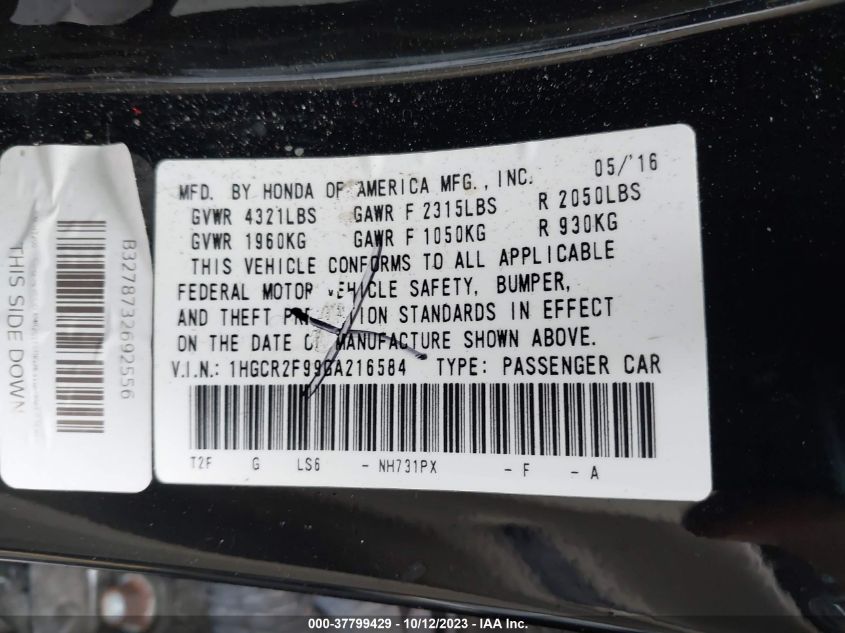 MFD. BY HONDA OF AMERICA MFG., INC. 05/'16
GVWR 4321LBS GAWR F 2315LBS R 2050LBS
GVWR 1960KG GAWR F 1050KG R 930KG
THIS VEHICLE CONFORMS TO ALL APPLICABLE
FEDERAL MOTOR VEHICLE SAFETY, BUMPER,
AND THEFT PREVENTION STANDARDS IN EFFECT
ON THE DATE OF MANUFACTURE SHOWN ABOVE.
V.I.N.: 1HGCR2F99GA216584 TYPE: PASSENGER CAR
T2F G LS6 - NH731PX - F - A
B3278732692556
THIS SIDE DOWN
000-37799429 - 10/12/2023 - IAA Inc.